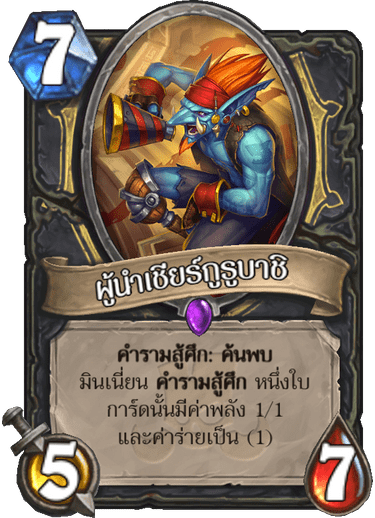 7
ผู้นำเชียร์กูรูบาชิ
คำรามสู้ศึก: ค้นพบ
มินเนี่ยน คำรามสู้ศึก หนึ่งใบ
การ์ดนั้นมีค่าพลัง 1/1
และค่าร่ายเป็น (1)
5
7